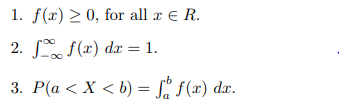 1. f(x) ≥ 0, for all x ∈ R.
2. ∫_{-∞}^{∞} f(x) dx = 1.
3. P(a < X < b) = ∫_a^b f(x) dx.